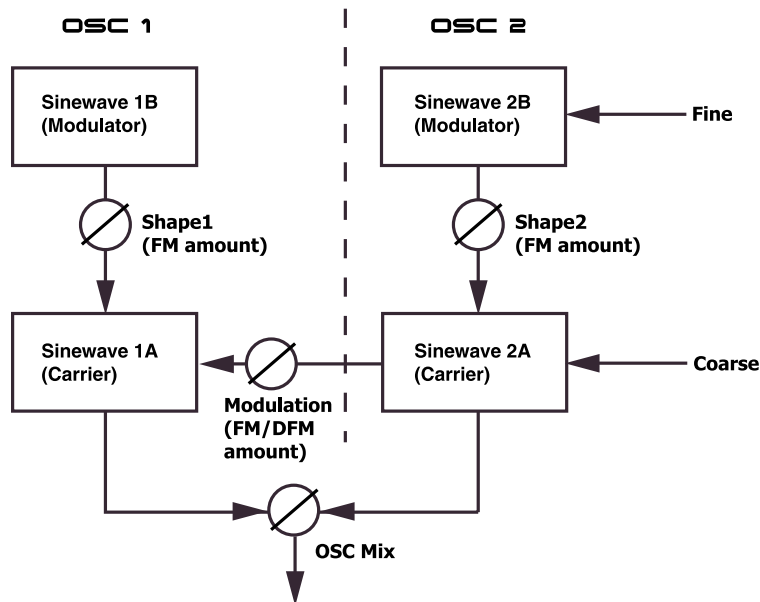 OSC 1
OSC 2
Sinewave 1B
(Modulator)
Sinewave 2B
(Modulator)
Fine
Shape1
(FM amount)
Shape2
(FM amount)
Sinewave 1A
(Carrier)
Sinewave 2A
(Carrier)
Coarse
Modulation
(FM/DFM
amount)
OSC Mix